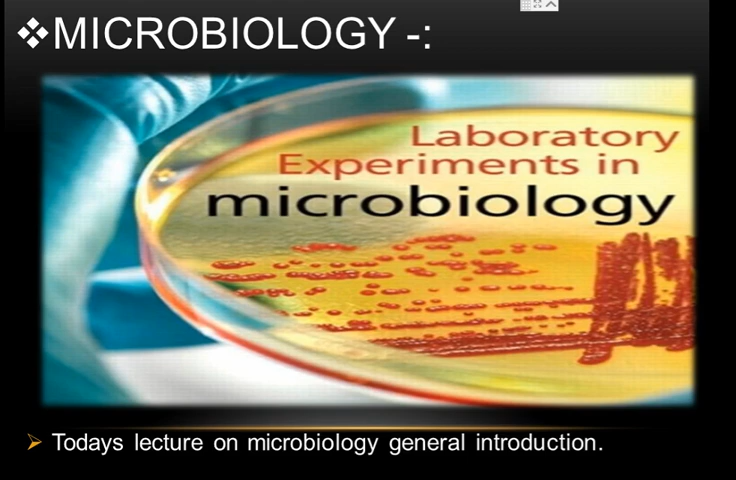 ❖MICROBIOLOGY -:
Laboratory
Experiments in
microbiology
➢ Todays lecture on microbiology general introduction.